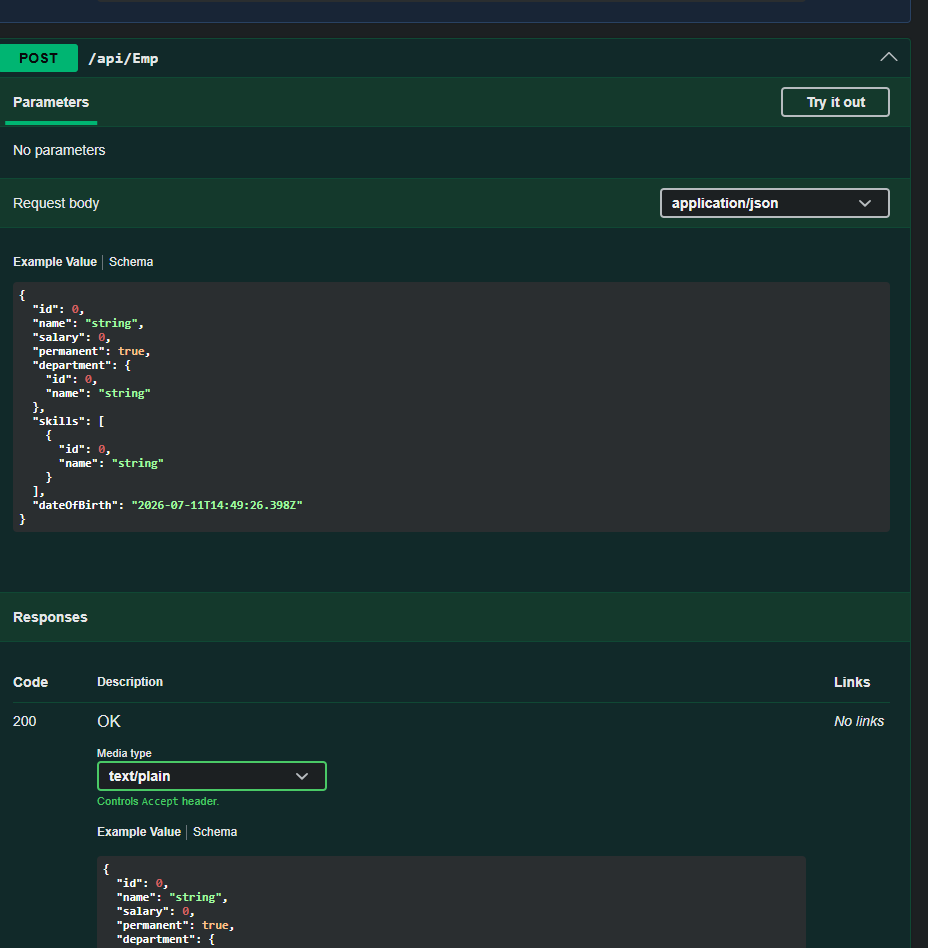 POST /api/Emp
Parameters Try it out
No parameters
Request body application/json
Example Value | Schema
{
  "id": 0,
  "name": "string",
  "salary": 0,
  "permanent": true,
  "department": {
    "id": 0,
    "name": "string"
  },
  "skills": [
    {
      "id": 0,
      "name": "string"
    }
  ],
  "dateOfBirth": "2026-07-11T14:49:26.398Z"
}
Responses
Code Description Links
200 OK No links
Media type
text/plain
Controls Accept header.
Example Value | Schema
{
  "id": 0,
  "name": "string",
  "salary": 0,
  "permanent": true,
  "department": {